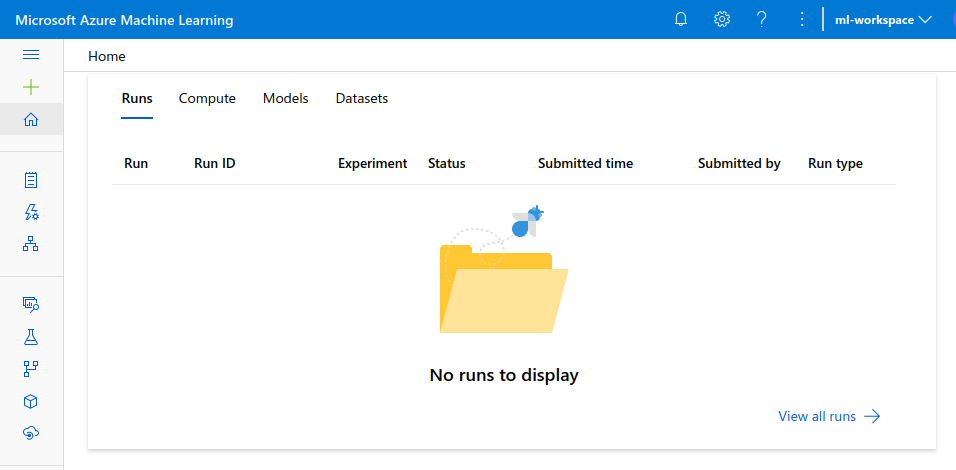 Microsoft Azure Machine Learning
ml-workspace
Home
Runs Compute Models Datasets
Run Run ID Experiment Status Submitted time Submitted by Run type
No runs to display
View all runs